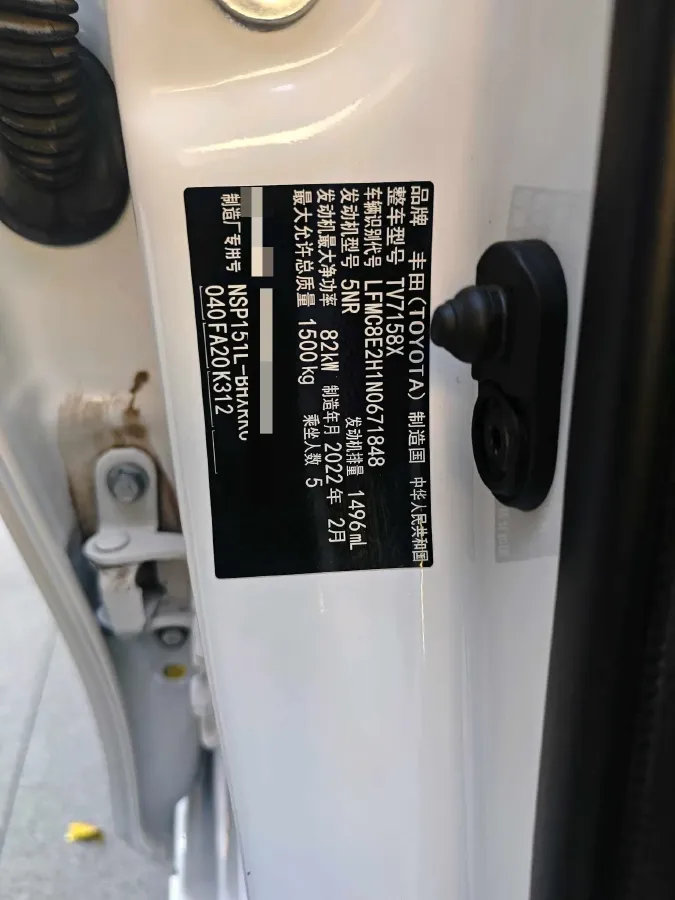 品牌 丰田(TOYOTA) 制造国 中华人民共和国
整车型号 TV7158X
车辆识别代号 LFMC8E2H1N0671848
发动机型号 5NR 发动机排量 1496mL
发动机最大净功率 82kW 制造年月 2022年 2月
最大允许总质量 1500kg 乘坐人数 5
制造厂专用号 NSP151L-
040FA20K312